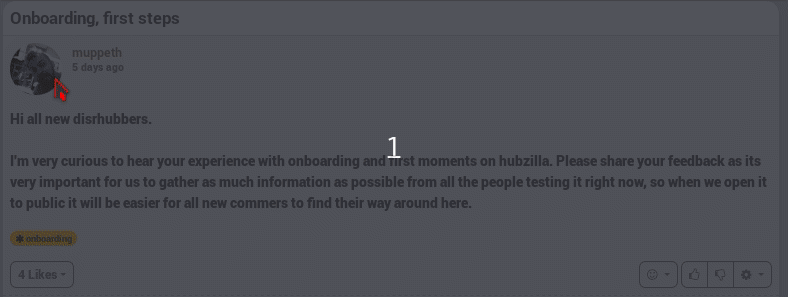 Onboarding, first steps
muppeth
5 days ago
Hi all new disrhubbers.
1
I'm very curious to hear your experience with onboarding and first moments on hubzilla. Please share your feedback as its
very important for us to gather as much information as possible from all the people testing it right now, so when we open it
to public it will be easier for all new commers to find their way around here.
onboarding
4 Likes